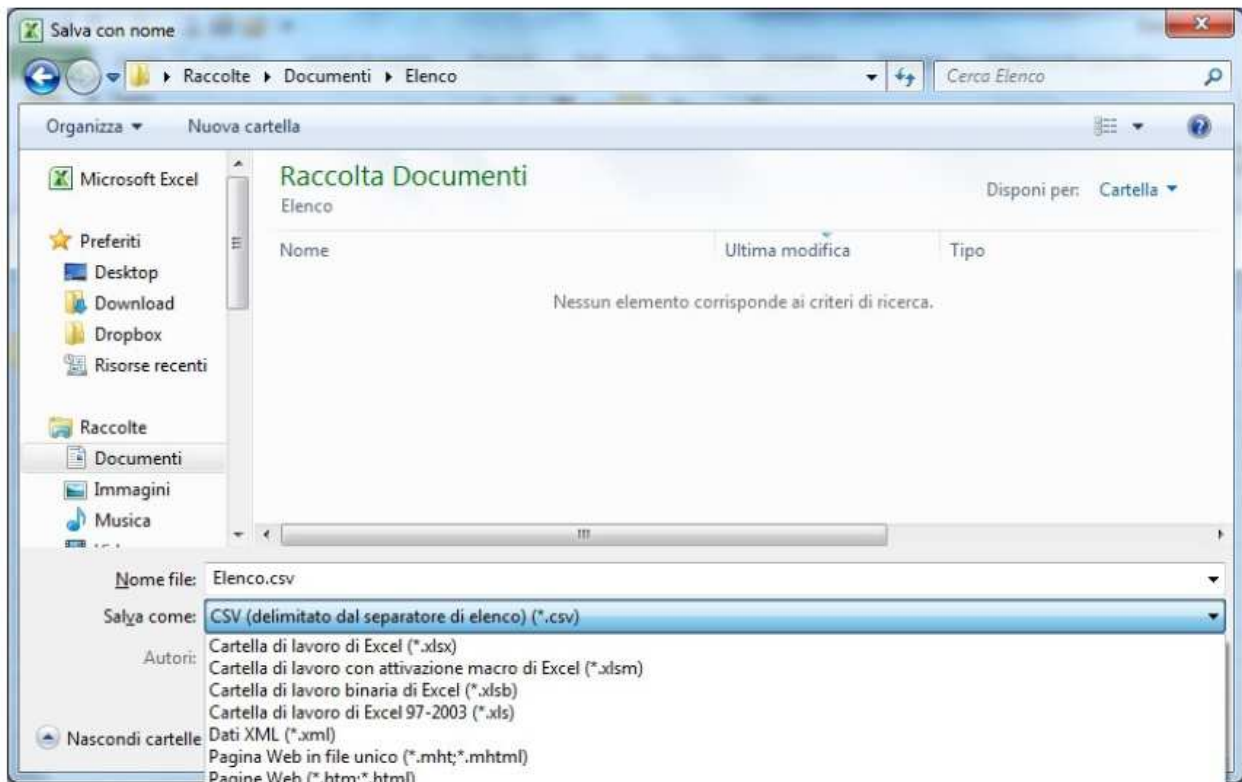 Salva con nome
Raccolte Documenti Elenco
Cerca Elenco
Organizza
Nuova cartella
Microsoft Excel
Preferiti
Desktop
Download
Dropbox
Risorse recenti
Raccolte
Documenti
Immagini
Musica
Raccolta Documenti
Elenco
Disponi per: Cartella
Nome Ultima modifica Tipo
Nessun elemento corrisponde ai criteri di ricerca.
Nome file: Elenco.csv
Salva come: CSV (delimitato dal separatore di elenco) (*.csv)
Autori:
Cartella di lavoro di Excel (*.xlsx)
Cartella di lavoro con attivazione macro di Excel (*.xlsm)
Cartella di lavoro binaria di Excel (*.xlsb)
Cartella di lavoro di Excel 97-2003 (*.xls)
Dati XML (*.xml)
Pagina Web in file unico (*.mht;*.mhtml)
Pagine Web (*.htm;*.html)
Nascondi cartelle